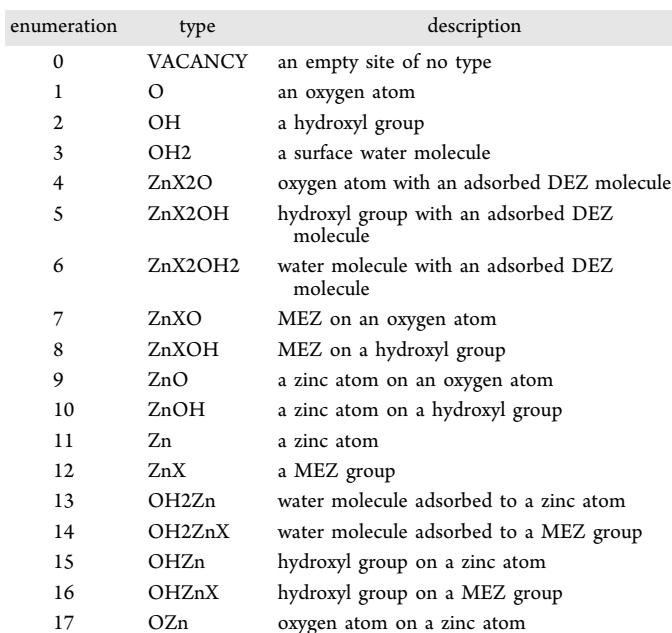 enumeration type description
0 VACANCY an empty site of no type
1 O an oxygen atom
2 OH a hydroxyl group
3 OH2 a surface water molecule
4 ZnX2O oxygen atom with an adsorbed DEZ molecule
5 ZnX2OH hydroxyl group with an adsorbed DEZ
molecule
6 ZnX2OH2 water molecule with an adsorbed DEZ
molecule
7 ZnXO MEZ on an oxygen atom
8 ZnXOH MEZ on a hydroxyl group
9 ZnO a zinc atom on an oxygen atom
10 ZnOH a zinc atom on a hydroxyl group
11 Zn a zinc atom
12 ZnX a MEZ group
13 OH2Zn water molecule adsorbed to a zinc atom
14 OH2ZnX water molecule adsorbed to a MEZ group
15 OHZn hydroxyl group on a zinc atom
16 OHZnX hydroxyl group on a MEZ group
17 OZn oxygen atom on a zinc atom